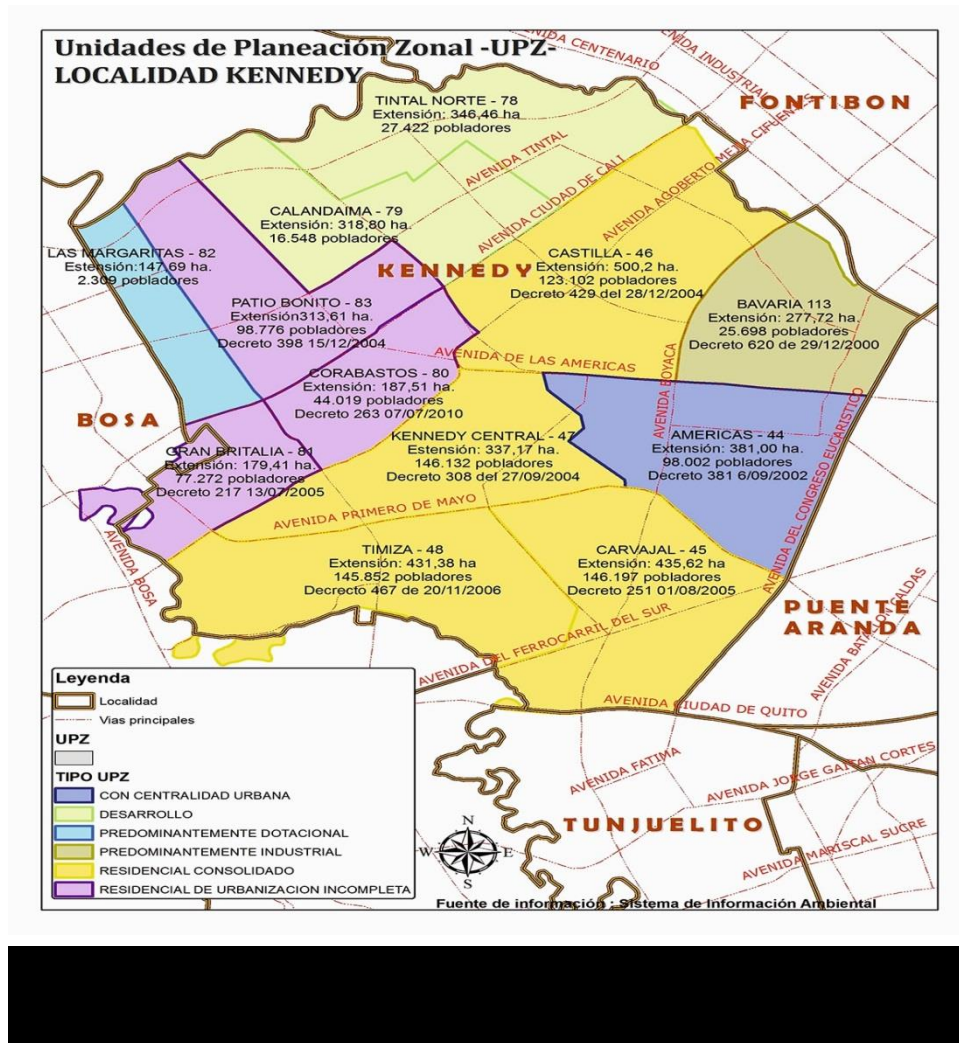 Unidades de Planeación Zonal -UPZ-
LOCALIDAD KENNEDY
AVENIDA CENTENARIO
AVENIDA INDUSTRIAL
FONTIBON
TINTAL NORTE - 78
Extensión: 346,46 ha
27.422 pobladores
AVENIDA TINTAL
AVENIDA CIUDAD DE CALI
AVENIDA AGOBERTO MEJIA CIFUENTES
CALANDAIMA - 79
Extensión: 318,80 ha
16.548 pobladores
LAS MARGARITAS - 82
Estensión:147,69 ha.
2.309 pobladores
KENNEDY
CASTILLA - 46
Extensión: 500,2 ha.
123.102 pobladores
Decreto 429 del 28/12/2004
PATIO BONITO - 83
Extensión313,61 ha.
98.776 pobladores
Decreto 398 15/12/2004
BAVARIA 113
Extensión: 277,72 ha.
25.698 pobladores
Decreto 620 de 29/12/2000
AVENIDA DE LAS AMERICAS
AVENIDA BOYACA
CORABASTOS - 80
Extensión: 187,51 ha.
44.019 pobladores
Decreto 263 07/07/2010
BOSA
GRAN BRITALIA - 81
Extensión: 179,41 ha.
77.272 pobladores
Decreto 217 13/07/2005
KENNEDY CENTRAL - 47
Estensión: 337,17 ha.
146.132 pobladores
Decreto 308 del 27/09/2004
AMERICAS - 44
Extensión: 381,00 ha.
98.002 pobladores
Decreto 381 6/09/2002
AVENIDA DEL CONGRESO EUCARISTICO
AVENIDA PRIMERO DE MAYO
AVENIDA BOSA
TIMIZA - 48
Extensión: 431,38 ha
145.852 pobladores
Decrecto 467 de 20/11/2006
CARVAJAL - 45
Extensión: 435,62 ha
146.197 pobladores
Decreto 251 01/08/2005
PUENTE
ARANDA
AVENIDA BATALLON CALDAS
AVENIDA DEL FERROCARRIL DEL SUR
AVENIDA CIUDAD DE QUITO
AVENIDA FATIMA
AVENIDA JORGE GAITAN CORTES
TUNJUELITO
AVENIDA MARISCAL SUCRE
Leyenda
Localidad
Vias principales
UPZ
TIPO UPZ
CON CENTRALIDAD URBANA
DESARROLLO
PREDOMINANTEMENTE DOTACIONAL
PREDOMINANTEMENTE INDUSTRIAL
RESIDENCIAL CONSOLIDADO
RESIDENCIAL DE URBANIZACION INCOMPLETA
N
W E
S
Fuente de información : Sistema de Información Ambiental